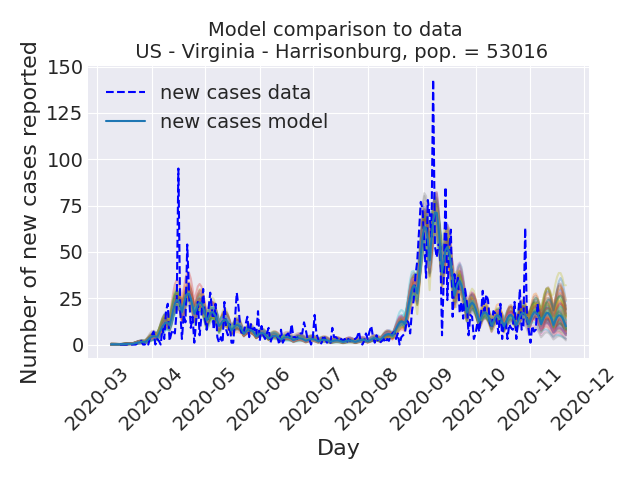 Model comparison to data
US - Virginia - Harrisonburg, pop. = 53016
Number of new cases reported
150
125
100
75
50
25
0
new cases data
new cases model
2020-03
2020-04
2020-05
2020-06
2020-07
2020-08
2020-09
2020-10
2020-11
2020-12
Day